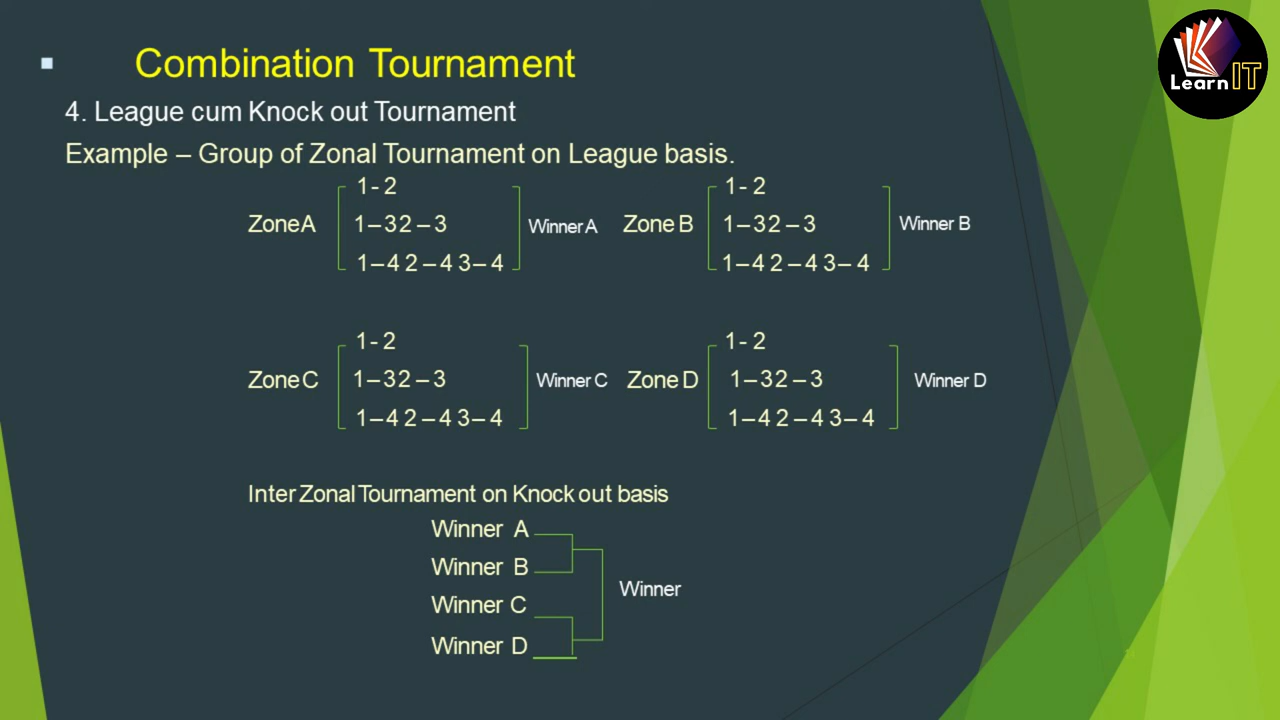 Combination Tournament
4. League cum Knock out Tournament
Example – Group of Zonal Tournament on League basis.
Zone A
1 - 2
1 – 3 2 – 3
1 – 4 2 – 4 3 – 4
Winner A
Zone B
1 - 2
1 – 3 2 – 3
1 – 4 2 – 4 3 – 4
Winner B
Zone C
1 - 2
1 – 3 2 – 3
1 – 4 2 – 4 3 – 4
Winner C
Zone D
1 - 2
1 – 3 2 – 3
1 – 4 2 – 4 3 – 4
Winner D
Inter Zonal Tournament on Knock out basis
Winner A
Winner B
Winner C
Winner D
Winner
Learn IT